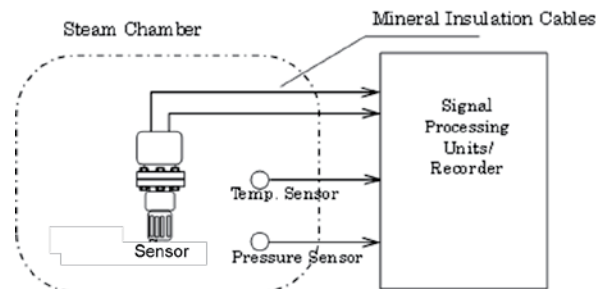 Mineral Insulation Cables
Steam Chamber
Signal
Processing
Units/
Recorder
Temp. Sensor
Sensor
Pressure Sensor